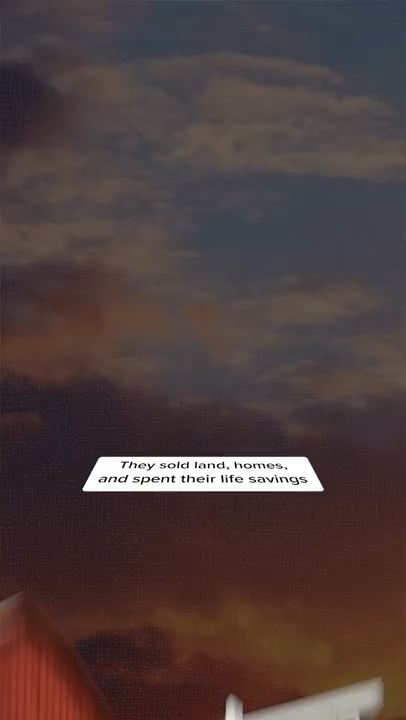 They sold land, homes,
and spent their life savings